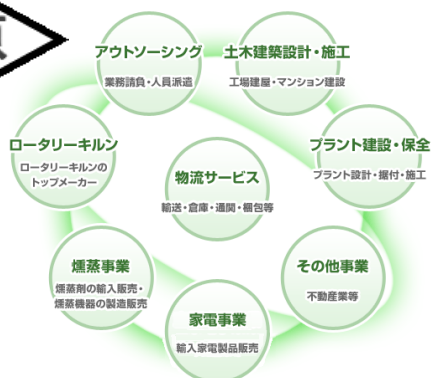 アウトソーシング
業務請負・人員派遣
土木建築設計・施工
工場建屋・マンション建設
ロータリーキルン
ロータリーキルンの
トップメーカー
プラント建設・保全
プラント設計・据付・施工
物流サービス
輸送・倉庫・通関・梱包等
燻蒸事業
燻蒸剤の輸入販売・
燻蒸機器の製造販売
その他事業
不動産業等
家電事業
輸入家電製品販売